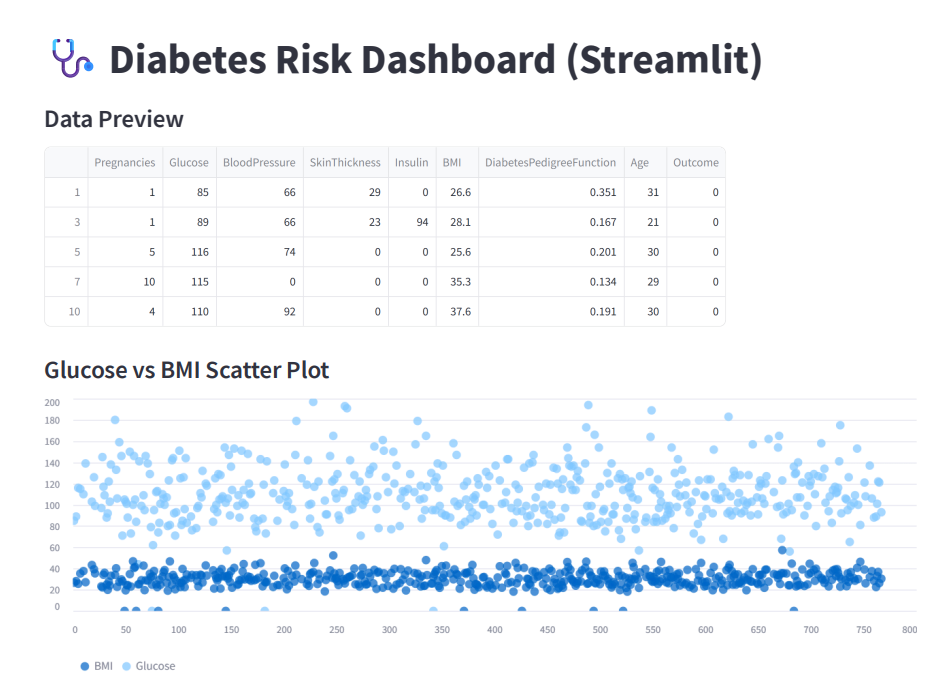 Diabetes Risk Dashboard (Streamlit)
Data Preview
Pregnancies Glucose BloodPressure SkinThickness Insulin BMI DiabetesPedigreeFunction Age Outcome
1 1 85 66 29 0 26.6 0.351 31 0
3 1 89 66 23 94 28.1 0.167 21 0
5 5 116 74 0 0 25.6 0.201 30 0
7 10 115 0 0 0 35.3 0.134 29 0
10 4 110 92 0 0 37.6 0.191 30 0
Glucose vs BMI Scatter Plot
200
180
160
140
120
100
80
60
40
20
0
0 50 100 150 200 250 300 350 400 450 500 550 600 650 700 750 800
BMI Glucose